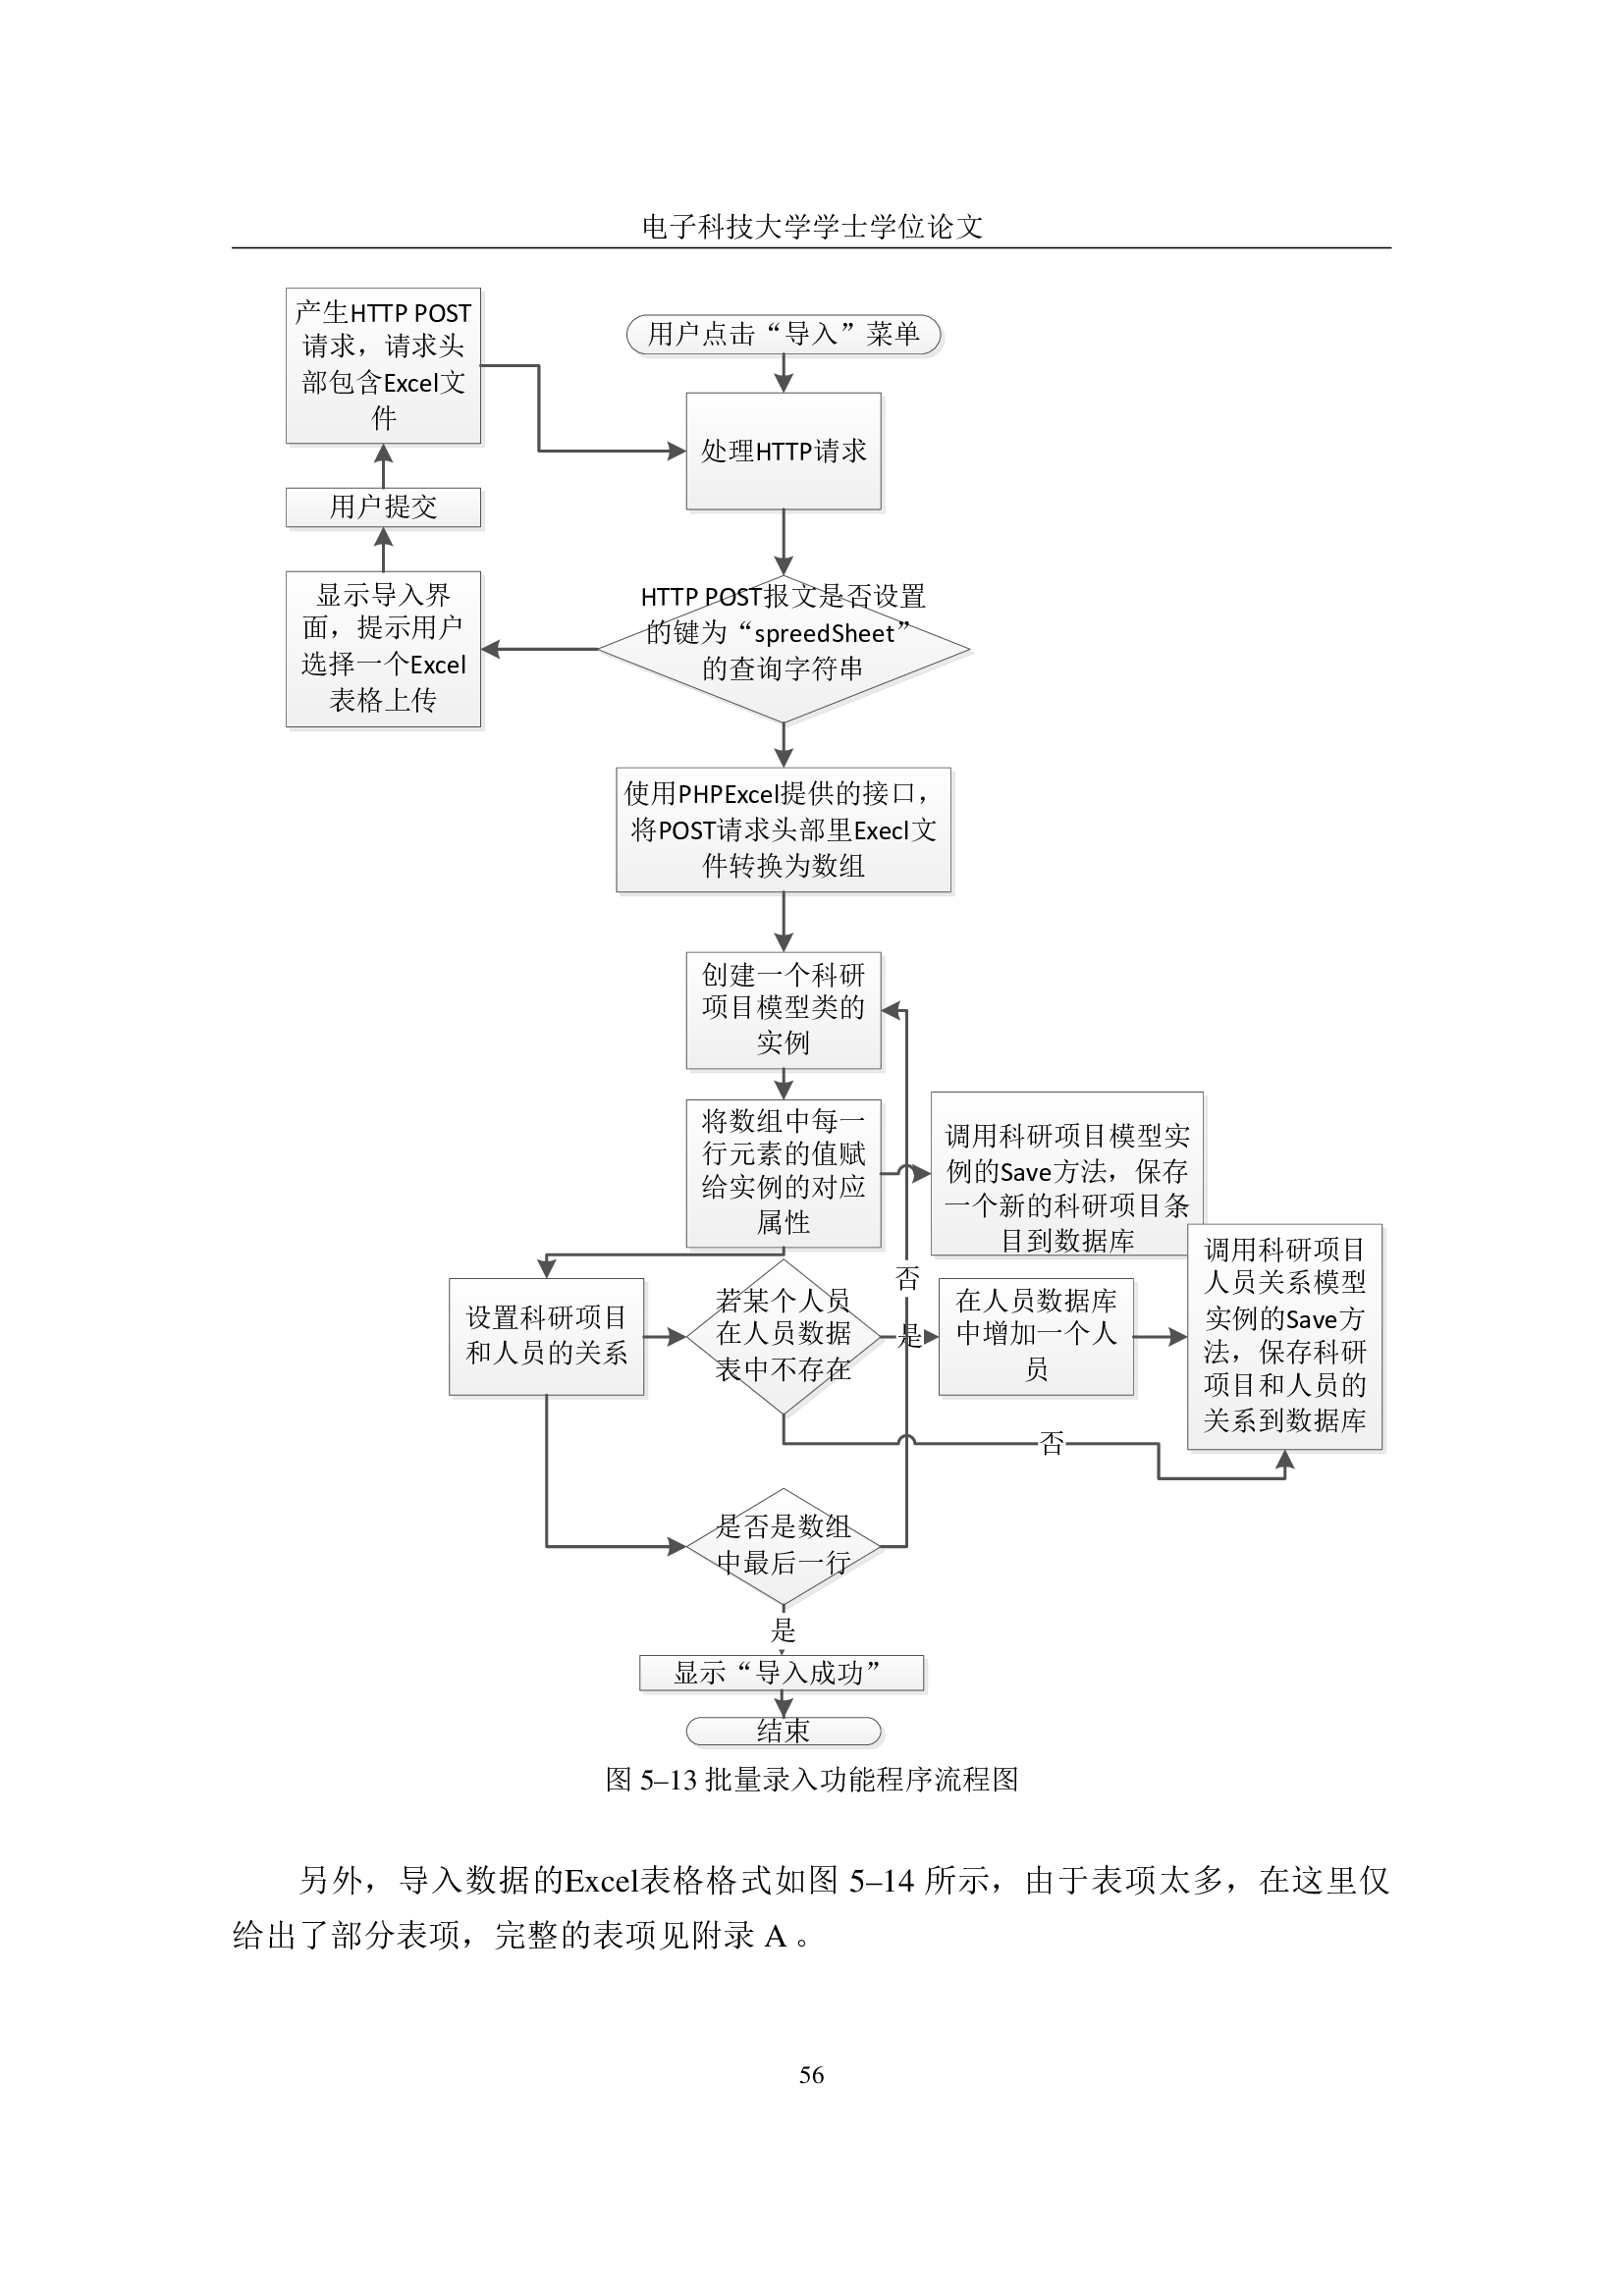 电子科技大学学士学位论文
产生HTTP POST
请求，请求头
部包含Excel文
件
用户点击“导入”菜单
处理HTTP请求
用户提交
显示导入界
面，提示用户
选择一个Excel
表格上传
HTTP POST报文是否设置
的键为“spreedSheet”
的查询字符串
使用PHPExcel提供的接口，
将POST请求头部里Execl文
件转换为数组
创建一个科研
项目模型类的
实例
将数组中每一
行元素的值赋
给实例的对应
属性
调用科研项目模型实
例的Save方法，保存
一个新的科研项目条
目到数据库
设置科研项目
和人员的关系
若某个人员
在人员数据
表中不存在
否
是
在人员数据库
中增加一个人
员
调用科研项目
人员关系模型
实例的Save方
法，保存科研
项目和人员的
关系到数据库
否
是否是数组
中最后一行
是
显示“导入成功”
结束
图 5–13 批量录入功能程序流程图
另外，导入数据的Excel表格格式如图 5–14 所示，由于表项太多，在这里仅
给出了部分表项，完整的表项见附录 A 。
56